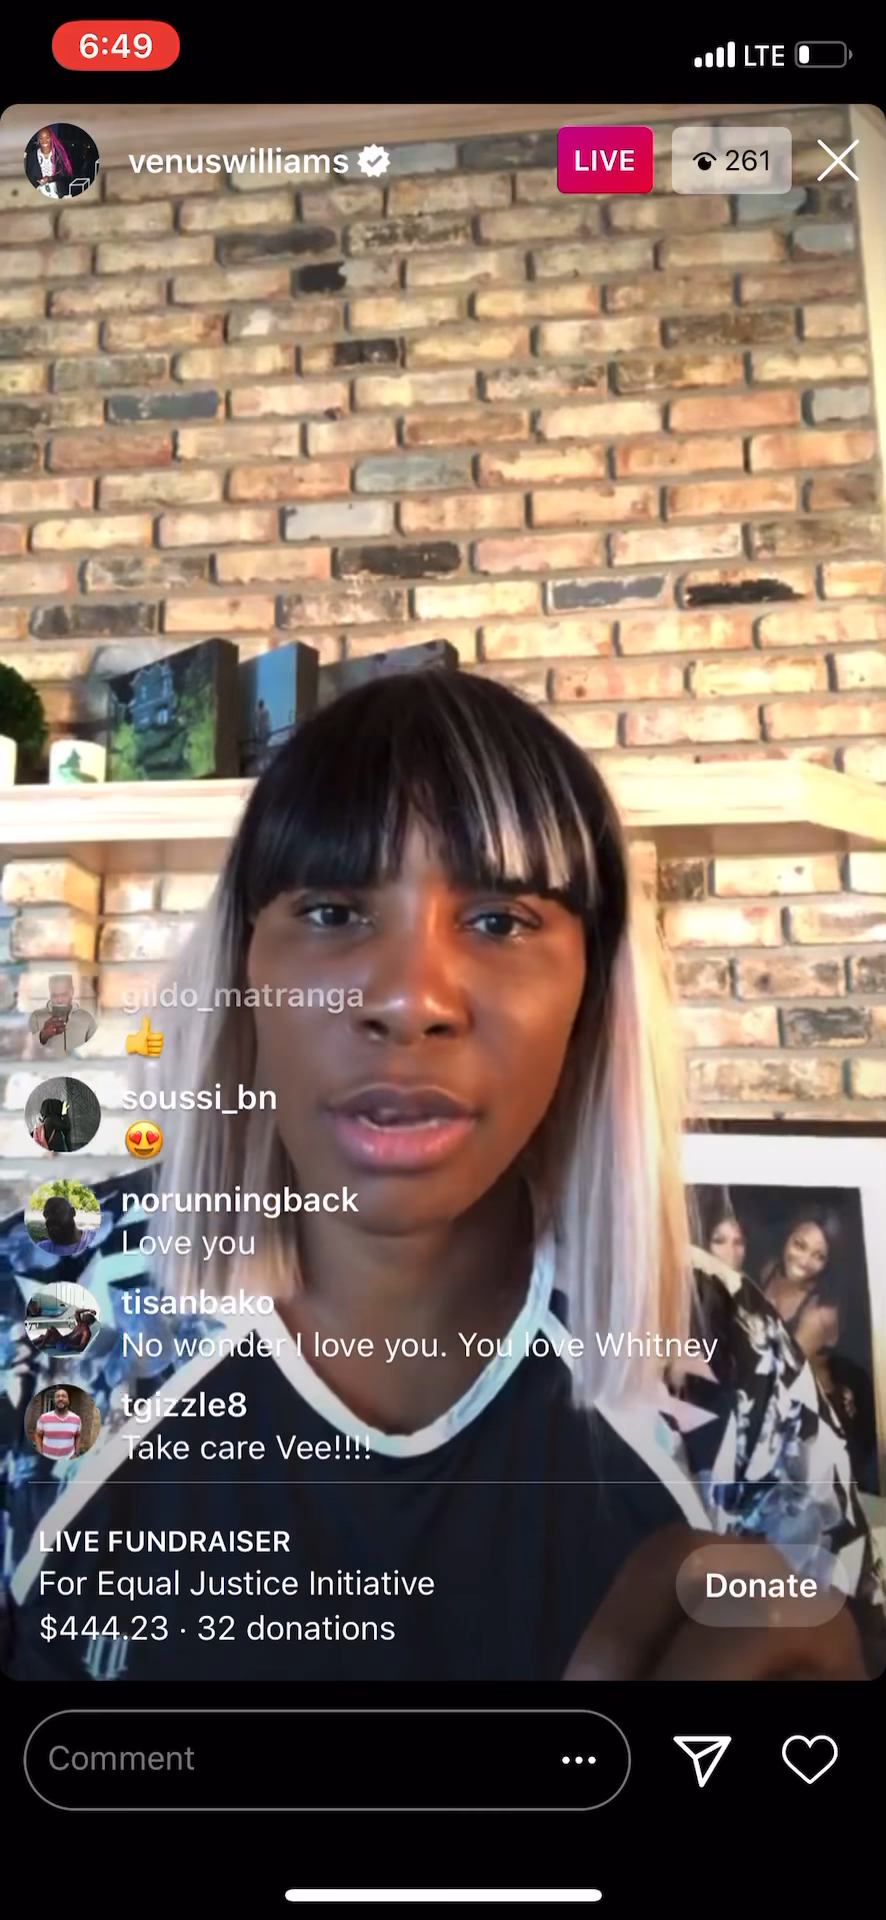 6:49
LTE
venuswilliams
LIVE
261
gildo_matranga
👍
soussi_bn
😍
norunningback
Love you
tisanbako
No wonder I love you. You love Whitney
tgizzle8
Take care Vee!!!!
LIVE FUNDRAISER
For Equal Justice Initiative
$444.23 · 32 donations
Donate
Comment